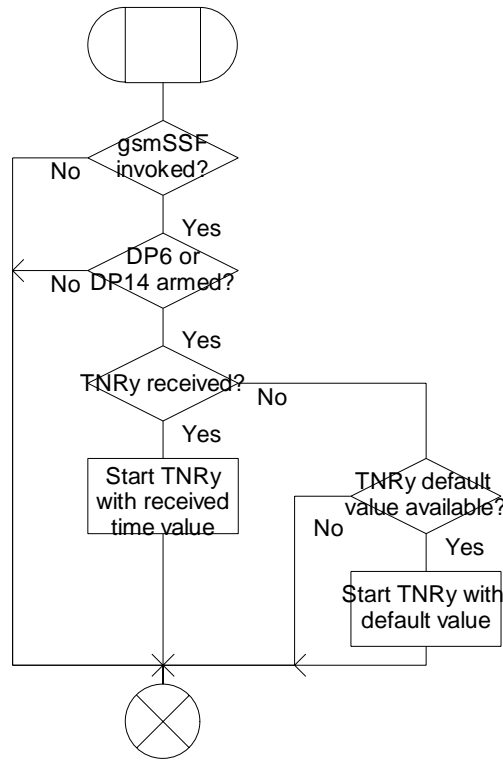 gsmSSF
invoked?
No
Yes
DP6 or
DP14 armed?
No
Yes
TNRy received?
No
Yes
Start TNRy
with received
time value
TNRy default
value available?
No
Yes
Start TNRy with
default value